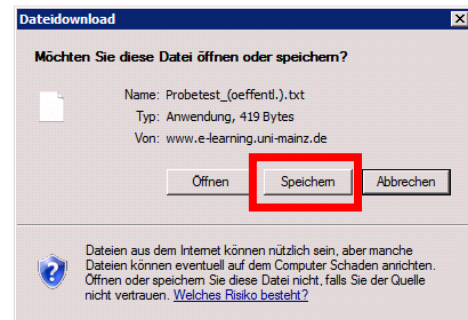 Dateidownload
Möchten Sie diese Datei öffnen oder speichern?
Name: Probetest_(oeffentl.).txt
Typ: Anwendung, 419 Bytes
Von: www.e-learning.uni-mainz.de
Öffnen Speichern Abbrechen
Dateien aus dem Internet können nützlich sein, aber manche
Dateien können eventuell auf dem Computer Schaden anrichten.
Öffnen oder speichern Sie diese Datei nicht, falls Sie der Quelle
nicht vertrauen. Welches Risiko besteht?